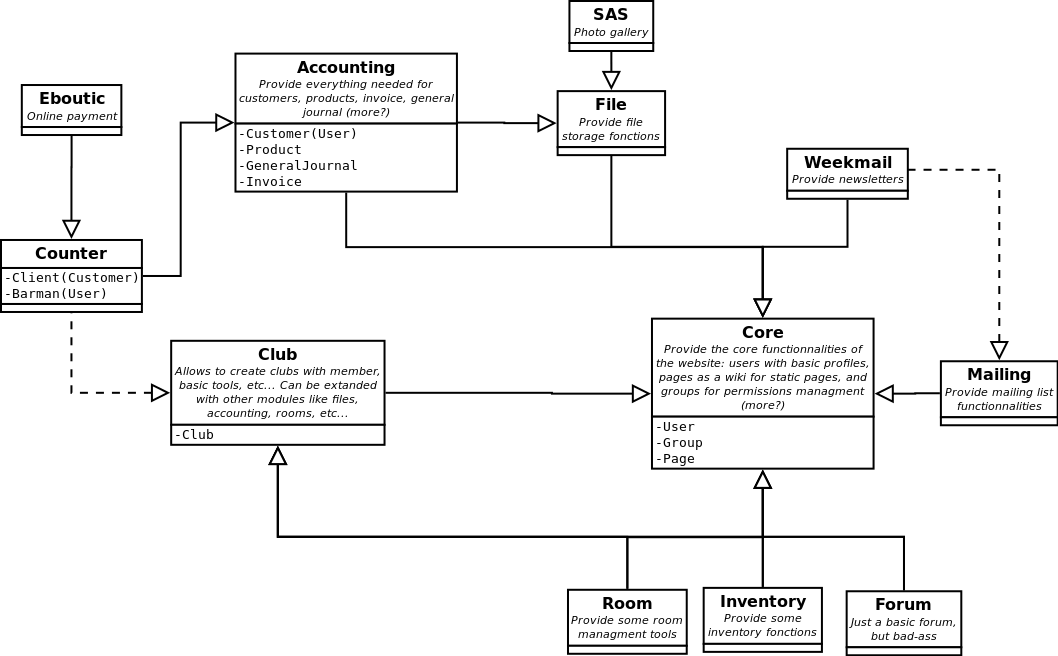 SAS
Photo gallery
Accounting
Provide everything needed for
customers, products, invoice, general
journal (more?)
-Customer(User)
-Product
-GeneralJournal
-Invoice
Eboutic
Online payment
File
Provide file
storage fonctions
Weekmail
Provide newsletters
Counter
-Client(Customer)
-Barman(User)
Club
Allows to create clubs with member,
basic tools, etc... Can be extanded
with other modules like files,
accounting, rooms, etc...
-Club
Core
Provide the core functionnalities of
the website: users with basic profiles,
pages as a wiki for static pages, and
groups for permissions managment
(more?)
-User
-Group
-Page
Mailing
Provide mailing list
functionnalities
Room
Provide some room
managment tools
Inventory
Provide some
inventory fonctions
Forum
Just a basic forum,
but bad-ass